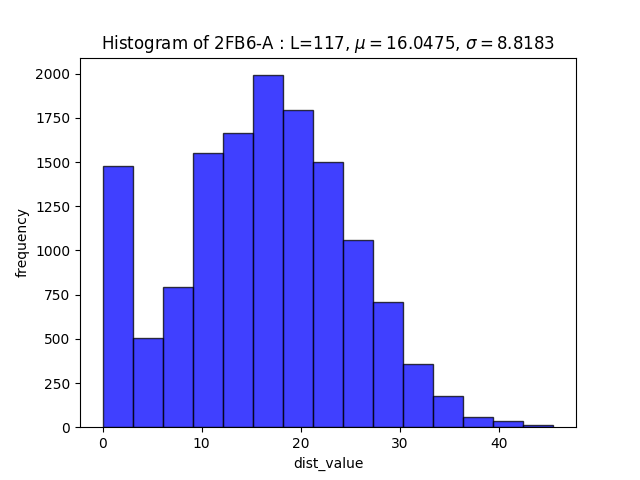 Histogram of 2FB6-A : L=117, μ = 16.0475, σ = 8.8183
2000
1750
1500
1250
1000
750
500
250
0
frequency
0 10 20 30 40
dist_value